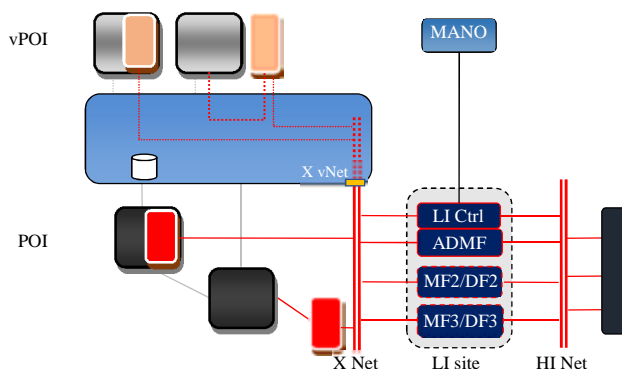 vPOI
MANO
X vNet
POI
LI Ctrl
ADMF
MF2/DF2
MF3/DF3
X Net
LI site
HI Net